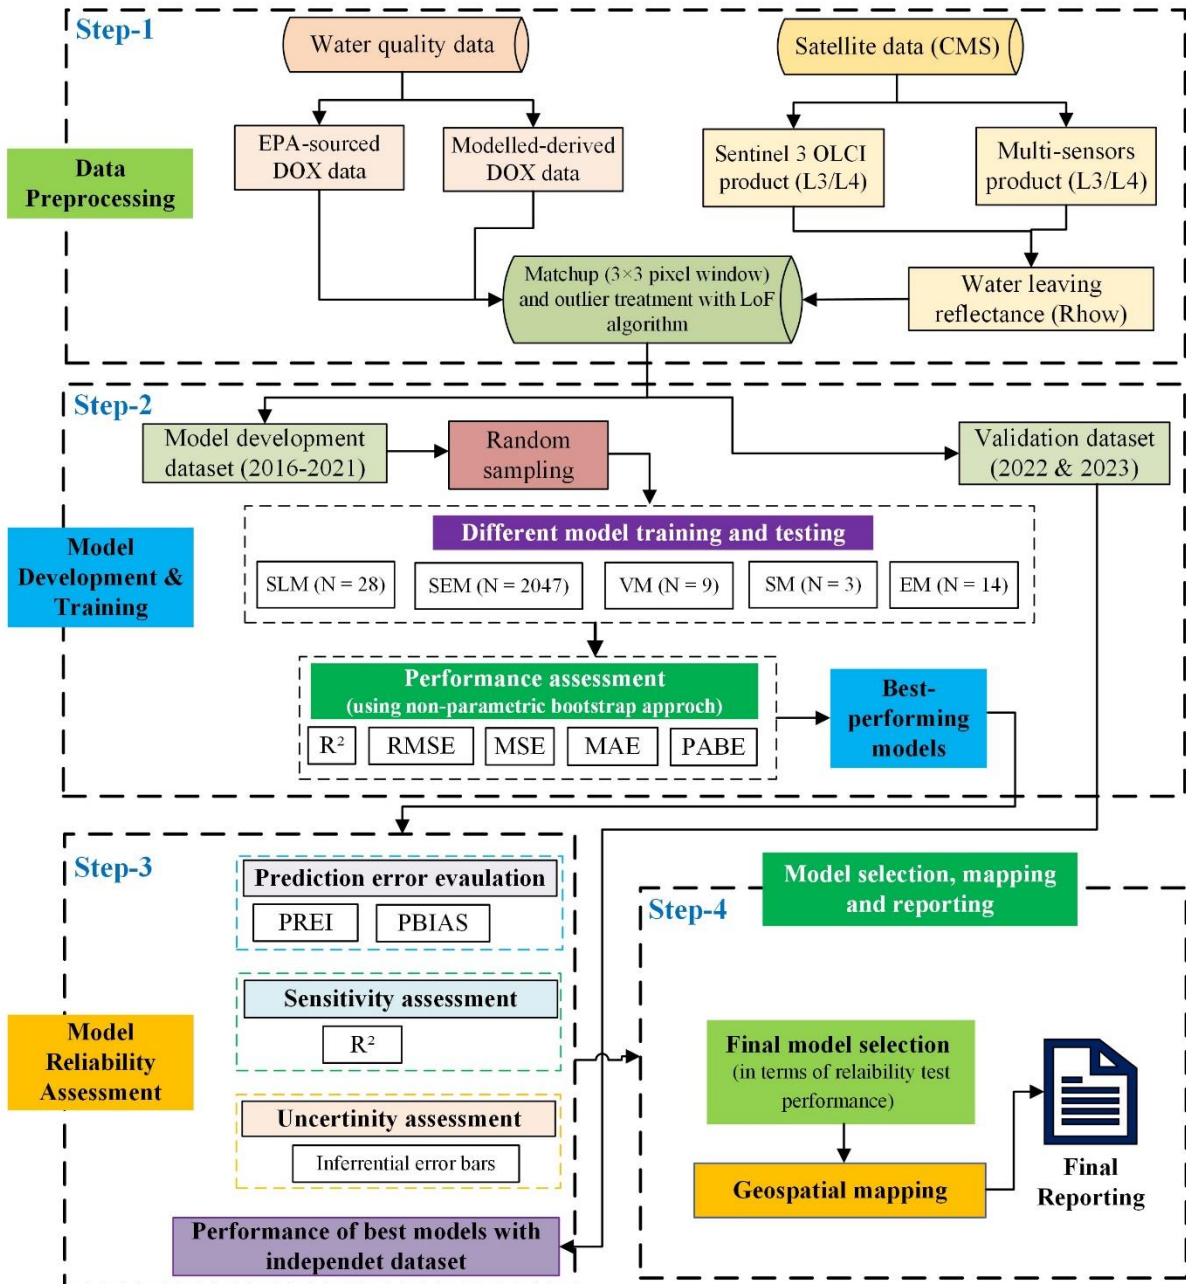 Step-1
Water quality data
Satellite data (CMS)
EPA-sourced
DOX data
Modelled-derived
DOX data
Sentinel 3 OLCI
product (L3/L4)
Multi-sensors
product (L3/L4)
Data
Preprocessing
Matchup (3×3 pixel window)
and outlier treatment with LoF
algorithm
Water leaving
reflectance (Rhow)
Step-2
Model development
dataset (2016-2021)
Random
sampling
Validation dataset
(2022 & 2023)
Model
Development &
Training
Different model training and testing
SLM (N = 28)
SEM (N = 2047)
VM (N = 9)
SM (N = 3)
EM (N = 14)
Performance assessment
(using non-parametric bootstrap approch)
R²
RMSE
MSE
MAE
PABE
Best-
performing
models
Step-3
Prediction error evaulation
PREI
PBIAS
Sensitivity assessment
R²
Model
Reliability
Assessment
Uncertinity assessment
Inferrential error bars
Performance of best models with
independet dataset
Model selection, mapping
and reporting
Step-4
Final model selection
(in terms of relaibility test
performance)
Geospatial mapping
Final
Reporting